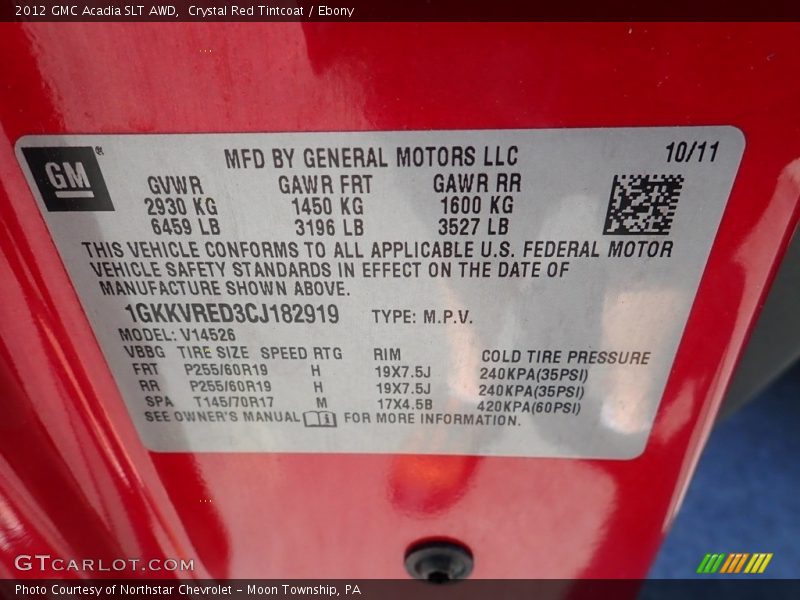 2012 GMC Acadia SLT AWD,  Crystal Red Tintcoat / Ebony
GM®
MFD BY GENERAL MOTORS LLC 10/11
GVWR GAWR FRT GAWR RR
2930 KG 1450 KG 1600 KG
6459 LB 3196 LB 3527 LB
THIS VEHICLE CONFORMS TO ALL APPLICABLE U.S. FEDERAL MOTOR
VEHICLE SAFETY STANDARDS IN EFFECT ON THE DATE OF
MANUFACTURE SHOWN ABOVE.
1GKKVRED3CJ182919 TYPE: M.P.V.
MODEL: V14526
VBBG TIRE SIZE SPEED RTG RIM COLD TIRE PRESSURE
FRT P255/60R19 H 19X7.5J 240KPA(35PSI)
RR P255/60R19 H 19X7.5J 240KPA(35PSI)
SPA T145/70R17 M 17X4.5B 420KPA(60PSI)
SEE OWNER'S MANUAL FOR MORE INFORMATION.
GTCARLOT.COM
Photo Courtesy of Northstar Chevrolet - Moon Township, PA